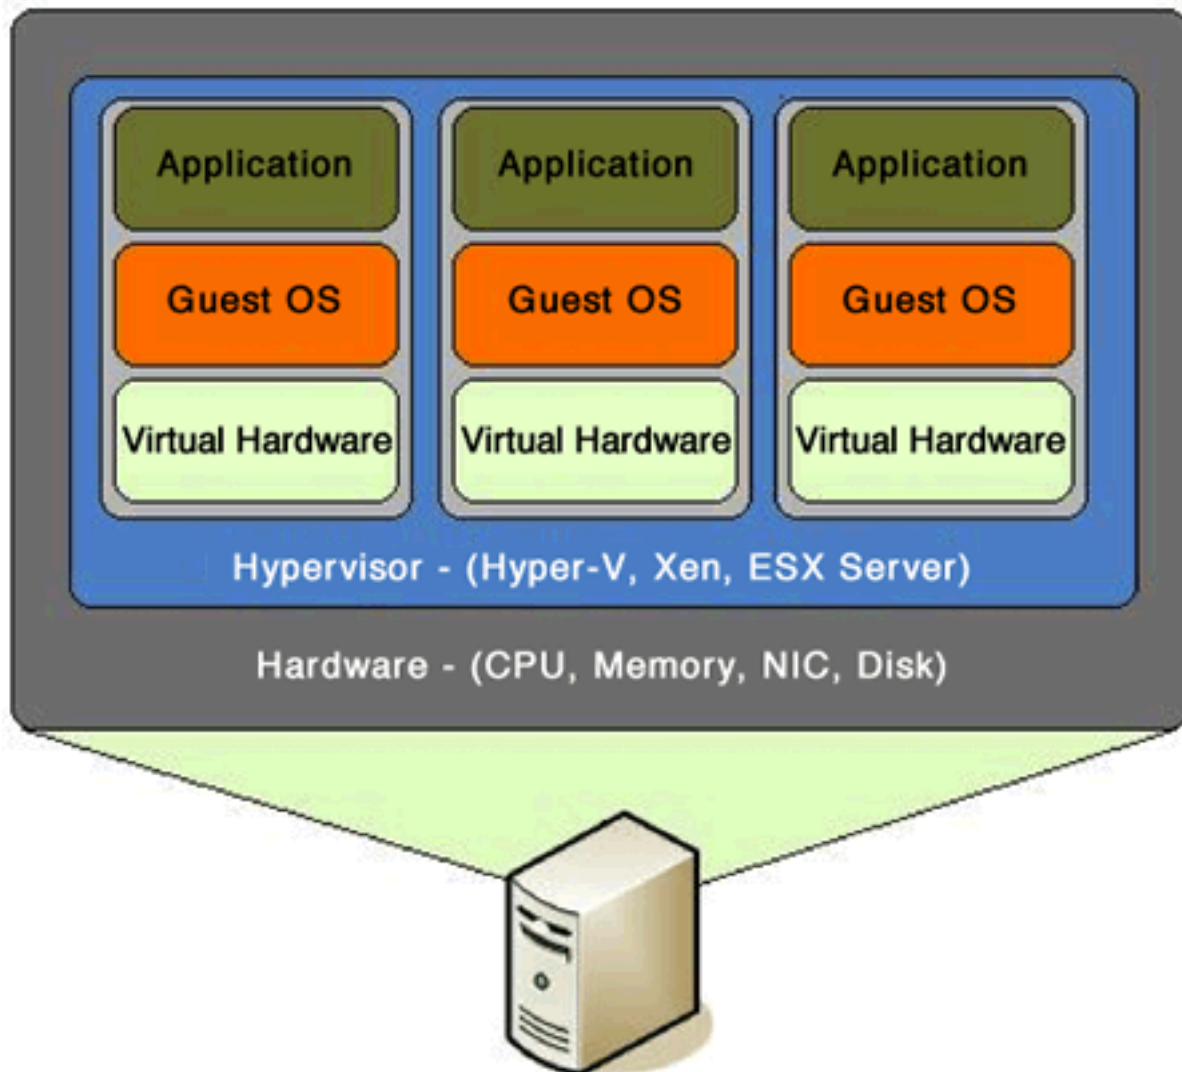 Application Application Application
Guest OS Guest OS Guest OS
Virtual Hardware Virtual Hardware Virtual Hardware
Hypervisor - (Hyper-V, Xen, ESX Server)
Hardware - (CPU, Memory, NIC, Disk)